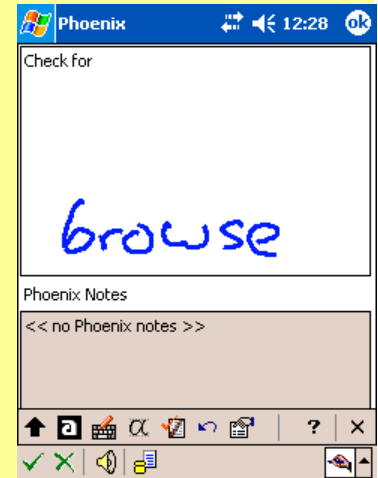 Phoenix 12:28 ok
Check for
browse
Phoenix Notes
<< no Phoenix notes >>
a α ? ×